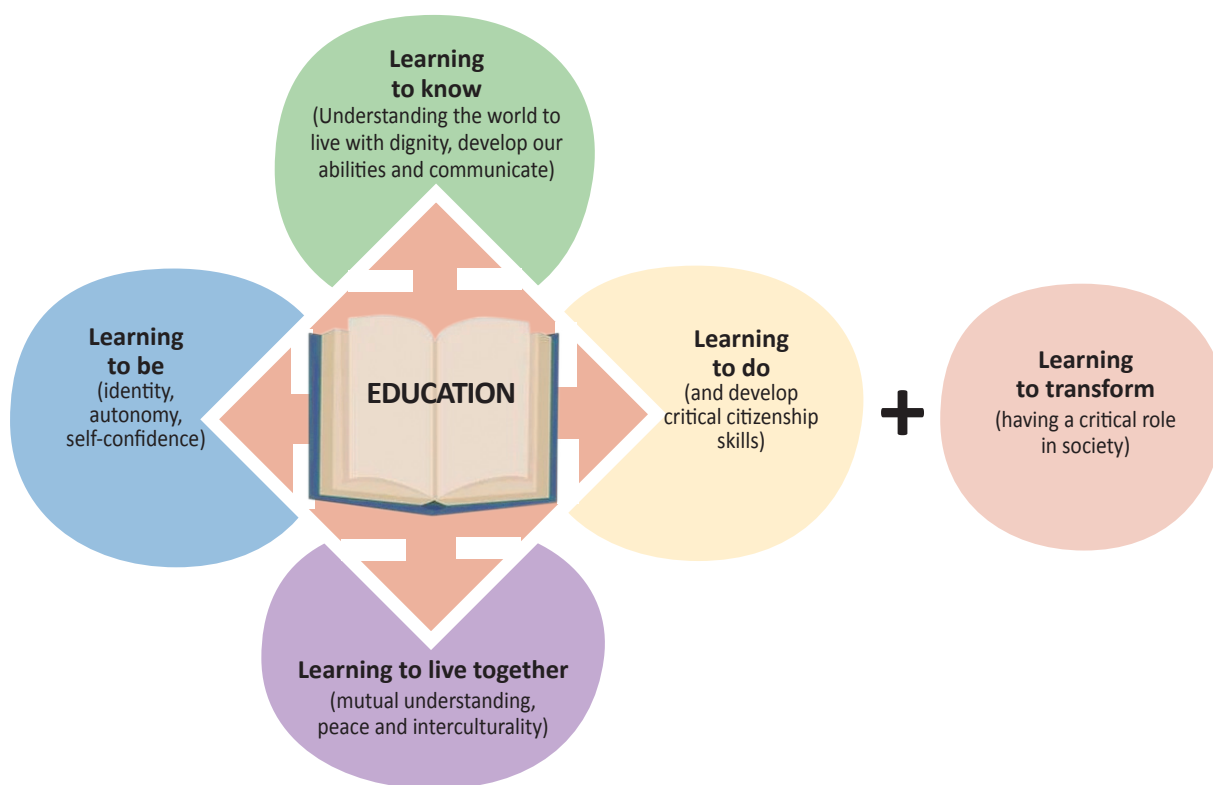 Learning
to know
(Understanding the world to
live with dignity, develop our
abilities and communicate)
Learning
to be
(identity,
autonomy,
self-confidence)
EDUCATION
Learning
to do
(and develop
critical citizenship
skills)
+
Learning
to transform
(having a critical role
in society)
Learning to live together
(mutual understanding,
peace and interculturality)